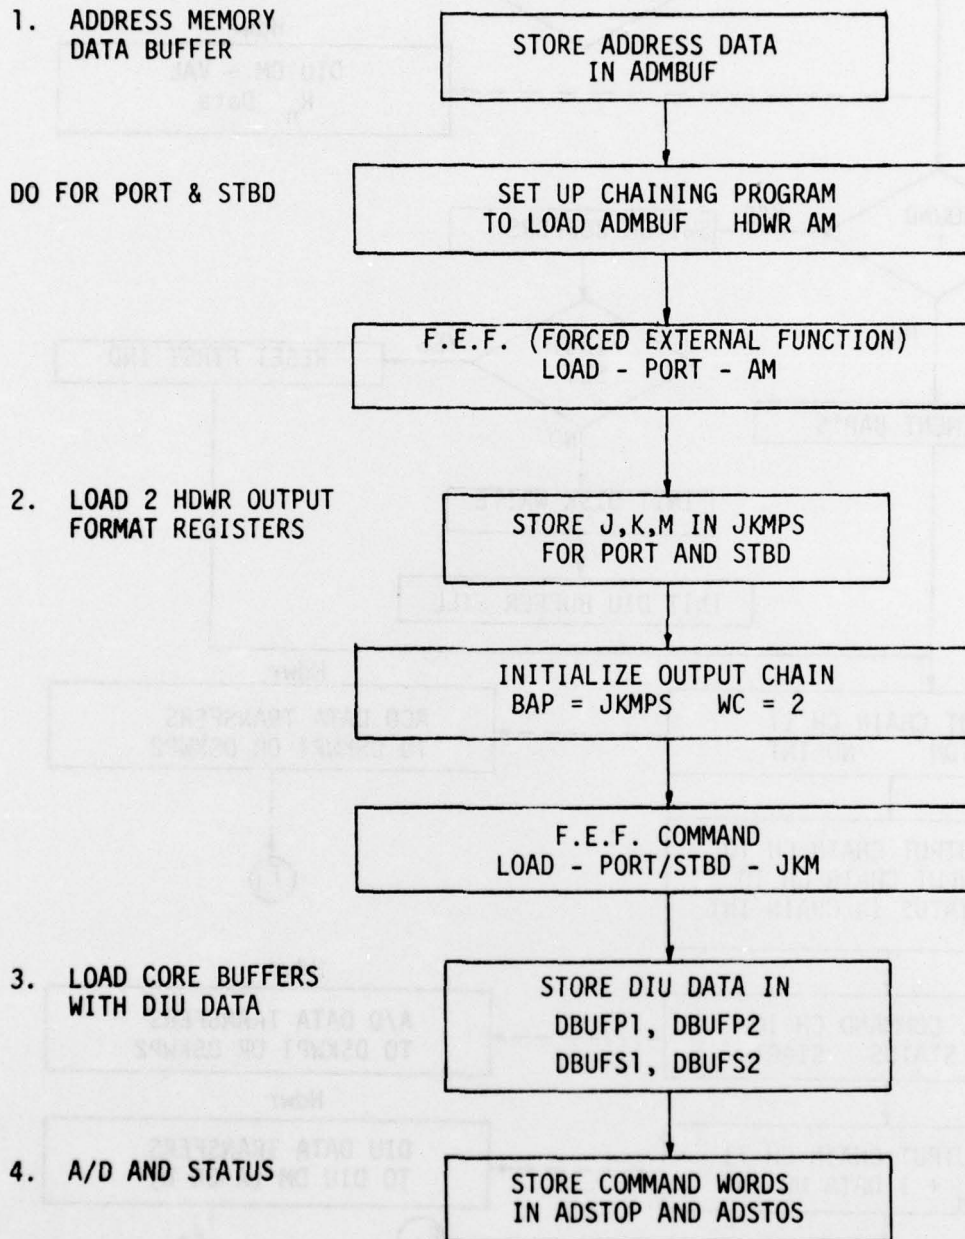 1. ADDRESS MEMORY
DATA BUFFER
STORE ADDRESS DATA
IN ADMBUF
DO FOR PORT & STBD
SET UP CHAINING PROGRAM
TO LOAD ADMBUF HDWR AM
F.E.F. (FORCED EXTERNAL FUNCTION)
LOAD - PORT - AM
2. LOAD 2 HDWR OUTPUT
FORMAT REGISTERS
STORE J,K,M IN JKMPS
FOR PORT AND STBD
INITIALIZE OUTPUT CHAIN
BAP = JKMPS WC = 2
F.E.F. COMMAND
LOAD - PORT/STBD - JKM
3. LOAD CORE BUFFERS
WITH DIU DATA
STORE DIU DATA IN
DBUFP1, DBUFP2
DBUFS1, DBUFS2
4. A/D AND STATUS
STORE COMMAND WORDS
IN ADSTOP AND ADSTOS